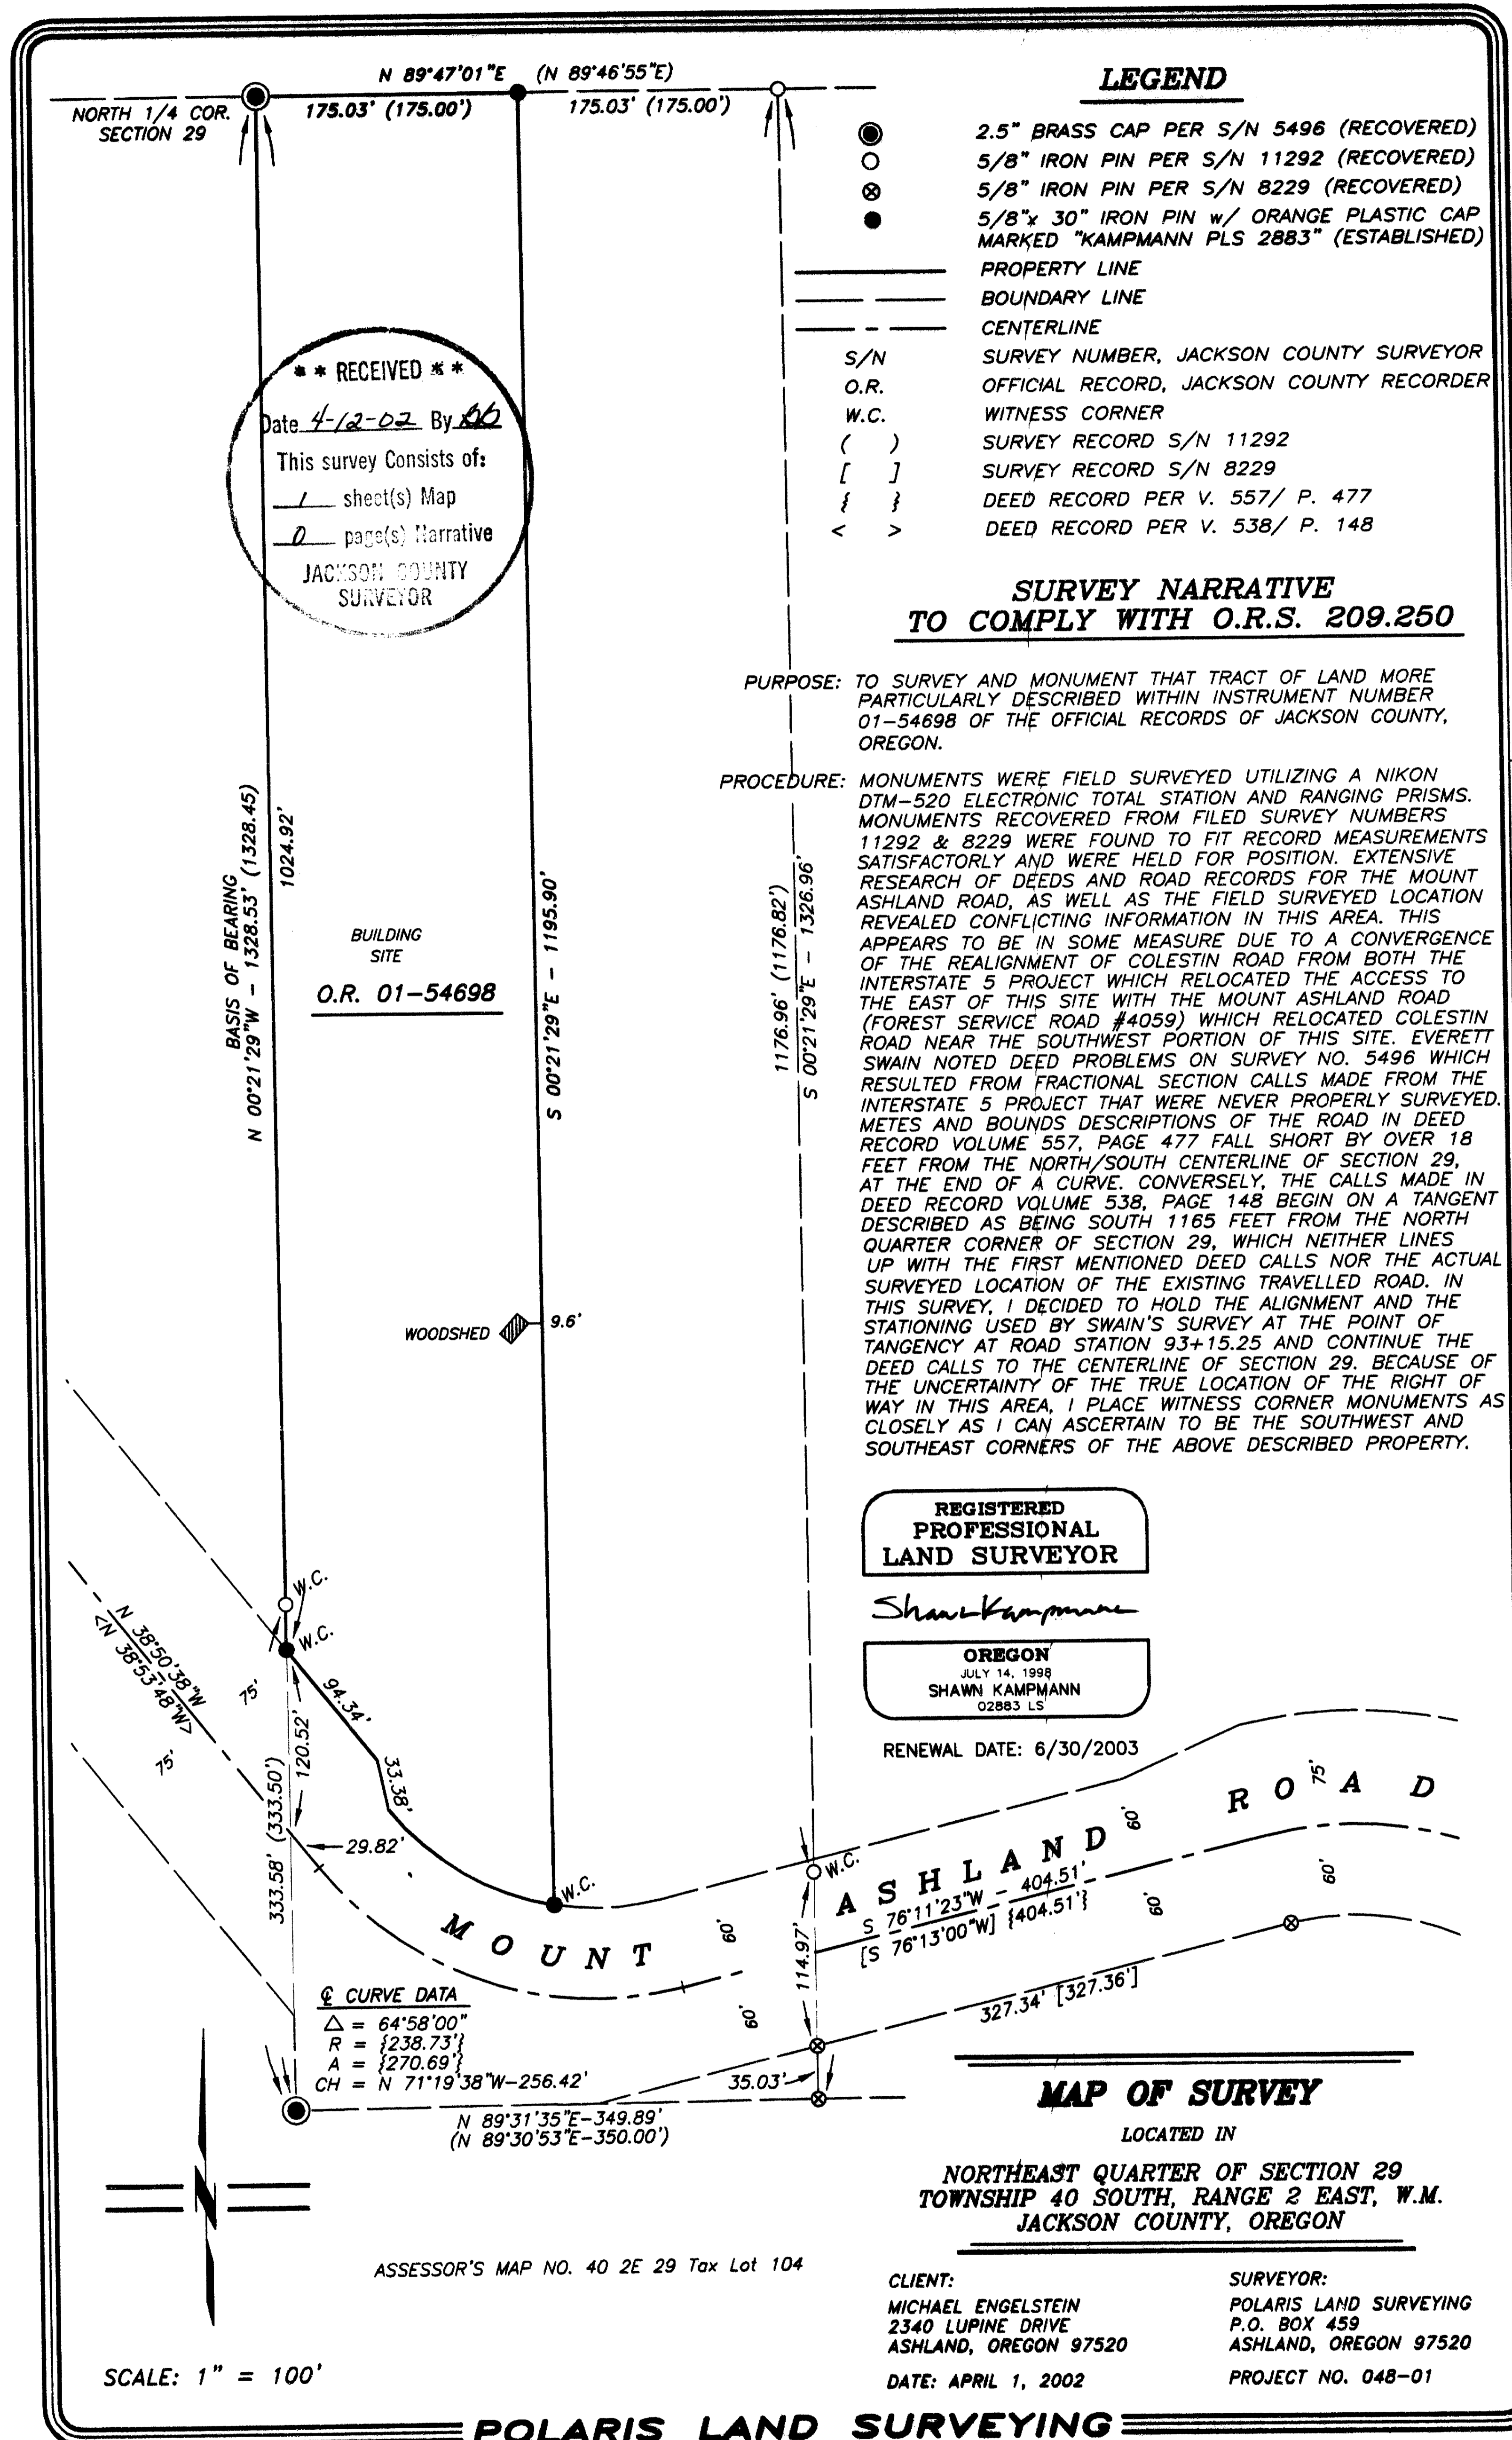 N 89°47'01"E (N 89°46'55"E)
175.03' (175.00')
175.03' (175.00')
NORTH 1/4 COR.
SECTION 29
LEGEND
2.5" BRASS CAP PER S/N 5496 (RECOVERED)
5/8" IRON PIN PER S/N 11292 (RECOVERED)
5/8" IRON PIN PER S/N 8229 (RECOVERED)
5/8"x 30" IRON PIN w/ ORANGE PLASTIC CAP
MARKED "KAMPMANN PLS 2883" (ESTABLISHED)
PROPERTY LINE
BOUNDARY LINE
CENTERLINE
S/N SURVEY NUMBER, JACKSON COUNTY SURVEYOR
O.R. OFFICIAL RECORD, JACKSON COUNTY RECORDER
W.C. WITNESS CORNER
( ) SURVEY RECORD S/N 11292
[ ] SURVEY RECORD S/N 8229
{ } DEED RECORD PER V. 557/ P. 477
< > DEED RECORD PER V. 538/ P. 148
* * RECEIVED * *
Date 4-12-02 By
This survey Consists of:
1 sheet(s) Map
0 page(s) Narrative
JACKSON COUNTY
SURVEYOR
SURVEY NARRATIVE
TO COMPLY WITH O.R.S. 209.250
PURPOSE: TO SURVEY AND MONUMENT THAT TRACT OF LAND MORE
PARTICULARLY DESCRIBED WITHIN INSTRUMENT NUMBER
01-54698 OF THE OFFICIAL RECORDS OF JACKSON COUNTY,
OREGON.
PROCEDURE: MONUMENTS WERE FIELD SURVEYED UTILIZING A NIKON
DTM-520 ELECTRONIC TOTAL STATION AND RANGING PRISMS.
MONUMENTS RECOVERED FROM FILED SURVEY NUMBERS
11292 & 8229 WERE FOUND TO FIT RECORD MEASUREMENTS
SATISFACTORLY AND WERE HELD FOR POSITION. EXTENSIVE
RESEARCH OF DEEDS AND ROAD RECORDS FOR THE MOUNT
ASHLAND ROAD, AS WELL AS THE FIELD SURVEYED LOCATION
REVEALED CONFLICTING INFORMATION IN THIS AREA. THIS
APPEARS TO BE IN SOME MEASURE DUE TO A CONVERGENCE
OF THE REALIGNMENT OF COLESTIN ROAD FROM BOTH THE
INTERSTATE 5 PROJECT WHICH RELOCATED THE ACCESS TO
THE EAST OF THIS SITE WITH THE MOUNT ASHLAND ROAD
(FOREST SERVICE ROAD #4059) WHICH RELOCATED COLESTIN
ROAD NEAR THE SOUTHWEST PORTION OF THIS SITE. EVERETT
SWAIN NOTED DEED PROBLEMS ON SURVEY NO. 5496 WHICH
RESULTED FROM FRACTIONAL SECTION CALLS MADE FROM THE
INTERSTATE 5 PROJECT THAT WERE NEVER PROPERLY SURVEYED.
METES AND BOUNDS DESCRIPTIONS OF THE ROAD IN DEED
RECORD VOLUME 557, PAGE 477 FALL SHORT BY OVER 18
FEET FROM THE NORTH/SOUTH CENTERLINE OF SECTION 29,
AT THE END OF A CURVE. CONVERSELY, THE CALLS MADE IN
DEED RECORD VOLUME 538, PAGE 148 BEGIN ON A TANGENT
DESCRIBED AS BEING SOUTH 1165 FEET FROM THE NORTH
QUARTER CORNER OF SECTION 29, WHICH NEITHER LINES
UP WITH THE FIRST MENTIONED DEED CALLS NOR THE ACTUAL
SURVEYED LOCATION OF THE EXISTING TRAVELLED ROAD. IN
THIS SURVEY, I DECIDED TO HOLD THE ALIGNMENT AND THE
STATIONING USED BY SWAIN'S SURVEY AT THE POINT OF
TANGENCY AT ROAD STATION 93+15.25 AND CONTINUE THE
DEED CALLS TO THE CENTERLINE OF SECTION 29. BECAUSE OF
THE UNCERTAINTY OF THE TRUE LOCATION OF THE RIGHT OF
WAY IN THIS AREA, I PLACE WITNESS CORNER MONUMENTS AS
CLOSELY AS I CAN ASCERTAIN TO BE THE SOUTHWEST AND
SOUTHEAST CORNERS OF THE ABOVE DESCRIBED PROPERTY.
BASIS OF BEARING
N 00°21'29"W - 1328.53' (1328.45)
1024.92'
BUILDING
SITE
O.R. 01-54698
S 00°21'29"E - 1195.90'
1176.96' (1176.82')
S 00°21'29"E - 1326.96'
WOODSHED
9.6'
REGISTERED
PROFESSIONAL
LAND SURVEYOR
Shawn Kampmann
OREGON
JULY 14, 1998
SHAWN KAMPMANN
02883 LS
RENEWAL DATE: 6/30/2003
W.C.
W.C.
N 38°50'38"W
<N 38°53'48"W>
75'
75'
94.34'
33.38'
120.52'
333.58' (333.50')
29.82'
W.C.
W.C.
MOUNT ASHLAND ROAD
75'
60'
60'
60'
60'
60'
60'
S 76°11'23"W - 404.51'
[S 76°13'00"W] {404.51'}
114.97'
327.34' [327.36']
35.03'
℄ CURVE DATA
△ = 64°58'00"
R = {238.73'}
A = {270.69'}
CH = N 71°19'38"W-256.42'
N 89°31'35"E-349.89'
(N 89°30'53"E-350.00')
N
MAP OF SURVEY
LOCATED IN
NORTHEAST QUARTER OF SECTION 29
TOWNSHIP 40 SOUTH, RANGE 2 EAST, W.M.
JACKSON COUNTY, OREGON
ASSESSOR'S MAP NO. 40 2E 29 Tax Lot 104
CLIENT:
MICHAEL ENGELSTEIN
2340 LUPINE DRIVE
ASHLAND, OREGON 97520
DATE: APRIL 1, 2002
SURVEYOR:
POLARIS LAND SURVEYING
P.O. BOX 459
ASHLAND, OREGON 97520
PROJECT NO. 048-01
SCALE: 1" = 100'
POLARIS LAND SURVEYING